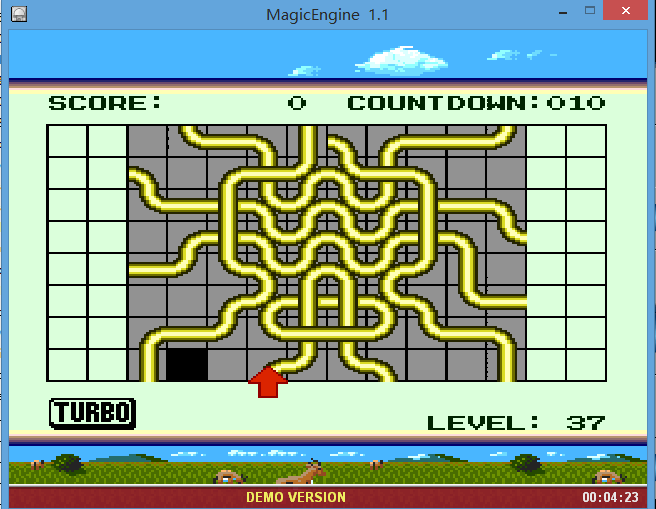 MagicEngine 1.1
SCORE: 0 COUNTDOWN:010
TURBO
LEVEL: 37
DEMO VERSION 00:04:23